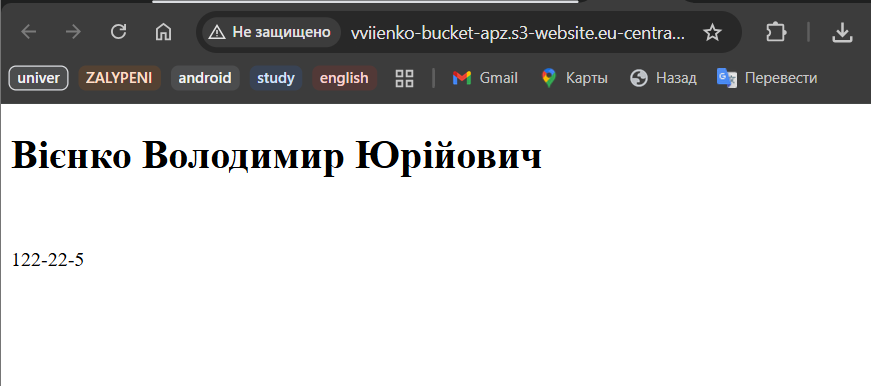 Не защищено vviienko-bucket-apz.s3-website.eu-centra...
univer ZALYPENI android study english Gmail Карты Назад Перевести
Вієнко Володимир Юрійович
122-22-5